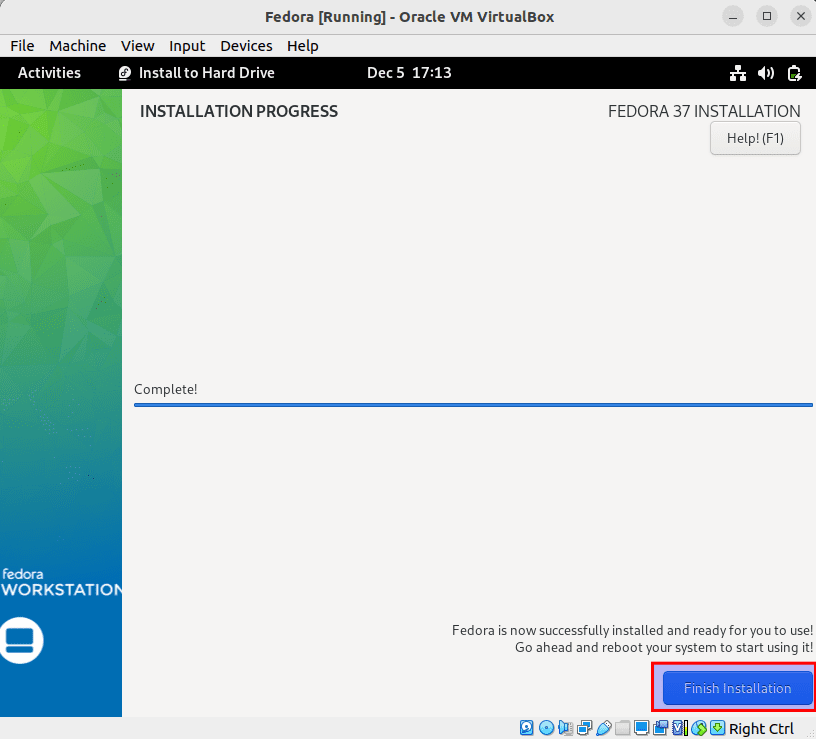 Fedora [Running] - Oracle VM VirtualBox
File Machine View Input Devices Help
Activities Install to Hard Drive Dec 5 17:13
INSTALLATION PROGRESS FEDORA 37 INSTALLATION
Help! (F1)
Complete!
fedora
WORKSTATION
Fedora is now successfully installed and ready for you to use!
Go ahead and reboot your system to start using it!
Finish Installation
Right Ctrl